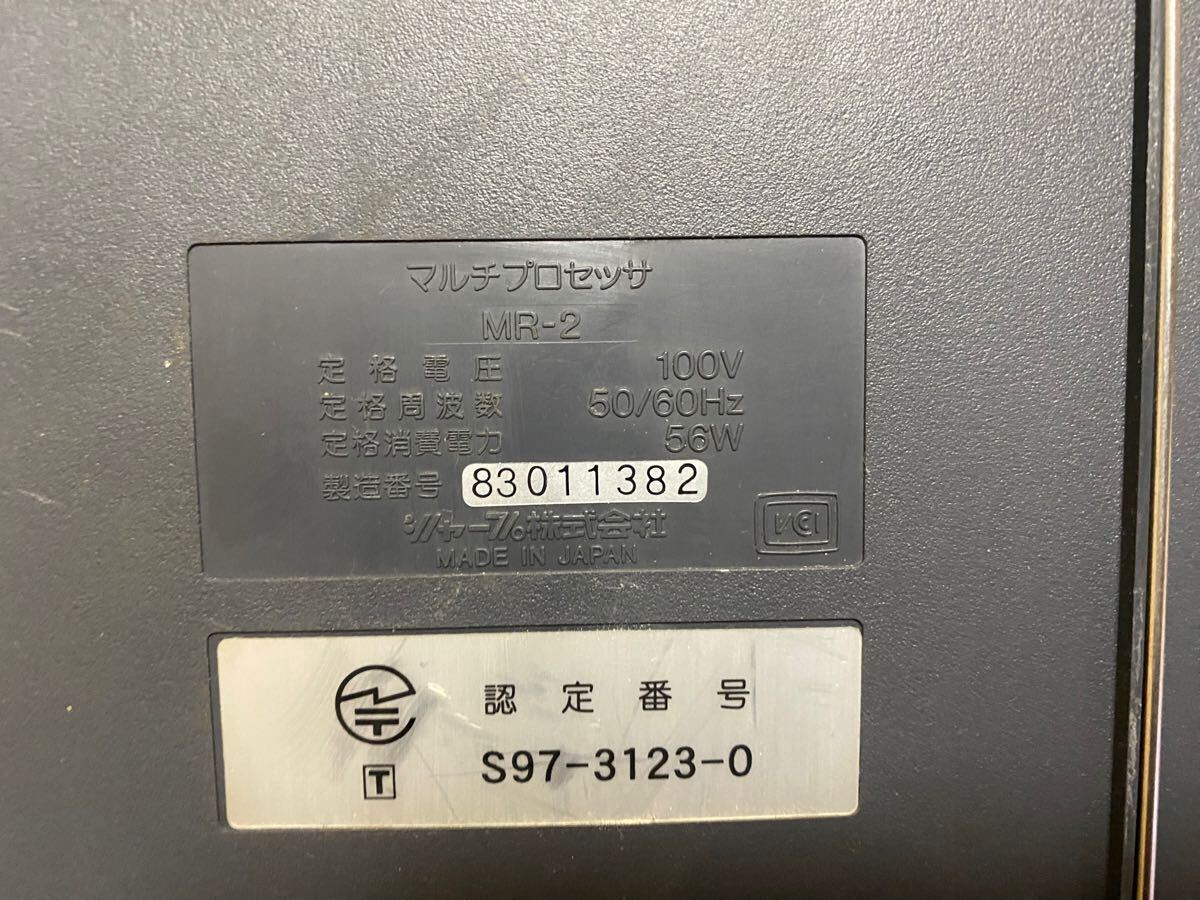 マルチプロセッサ
MR-2
定格電圧 100V
定格周波数 50/60Hz
定格消費電力 56W
製造番号 83011382
シャープ株式会社
MADE IN JAPAN
VCI
認定番号
T S97-3123-0